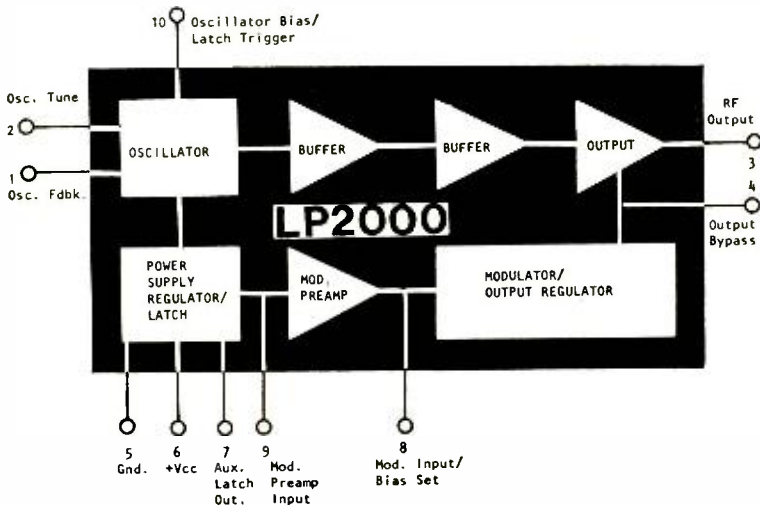 10 Oscillator Bias/
Latch Trigger
Osc. Tune
2
OSCILLATOR
BUFFER
BUFFER
OUTPUT
RF
Output
3
1
Osc. Fdbk.
4
Output
Bypass
LP2000
POWER
SUPPLY
REGULATOR/
LATCH
MOD.
PREAMP
MODULATOR/
OUTPUT REGULATOR
5
Gnd.
6
+Vcc
7
Aux.
Latch
Out.
9
Mod.
Preamp
Input
8
Mod. Input/
Bias Set